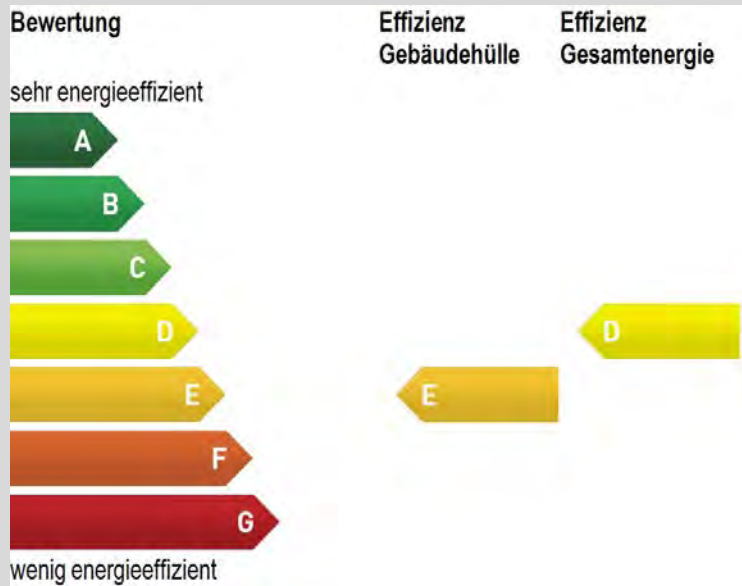 Bewertung
Effizienz
Gebäudehülle
Effizienz
Gesamtenergie
sehr energieeffizient
A
B
C
D
D
E
E
F
G
wenig energieeffizient